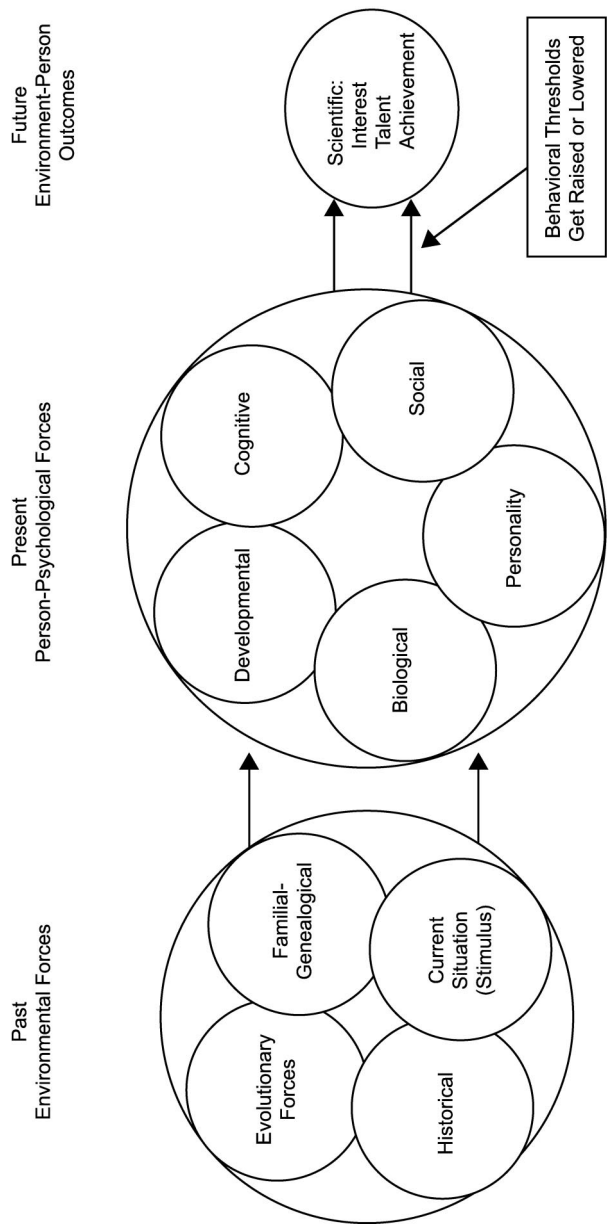 Past
Environmental Forces
Present
Person-Psychological Forces
Future
Environment-Person
Outcomes
Evolutionary
Forces
Familial-
Genealogical
Historical
Current
Situation
(Stimulus)
Developmental
Cognitive
Biological
Social
Personality
Scientific:
Interest
Talent
Achievement
Behavioral Thresholds
Get Raised or Lowered